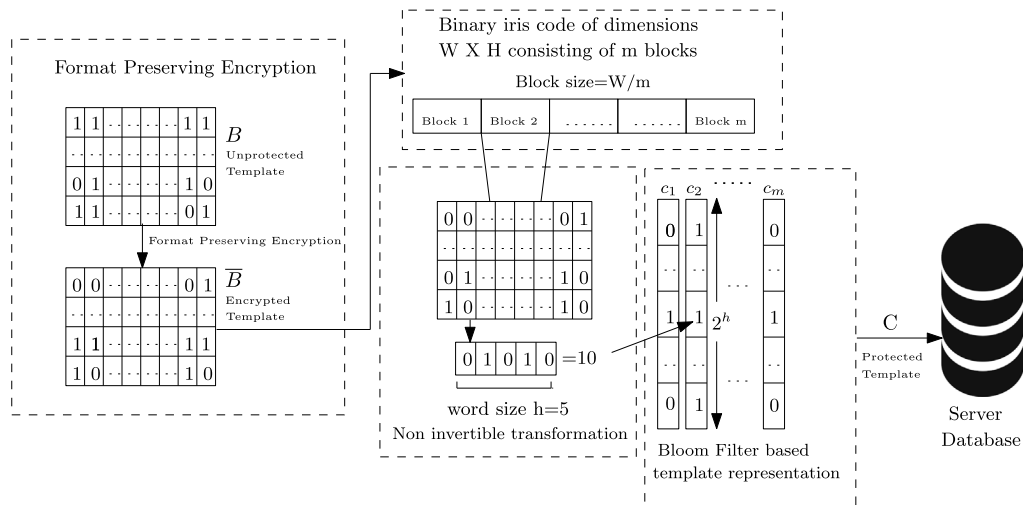 Format Preserving Encryption
1 1 ........ 1 1
................
0 1 ........ 1 0
1 1 ........ 0 1
B
Unprotected
Template
Format Preserving Encryption
0 0 ........ 0 1
................
1 1 ........ 1 1
1 0 ........ 1 0
B̅
Encrypted
Template
Binary iris code of dimensions
W X H consisting of m blocks
Block size=W/m
Block 1 Block 2 ...... ...... Block m
0 0 ........ 0 1
................
0 1 ........ 1 0
1 0 ........ 1 0
0 1 0 1 0 =10
word size h=5
Non invertible transformation
c₁ c₂ ..... cₘ
0 1 0
.. .. ..
...
1 1 2ʰ 1
.. .. ..
...
0 1 0
Bloom Filter based
template representation
C
Protected
Template
Server
Database